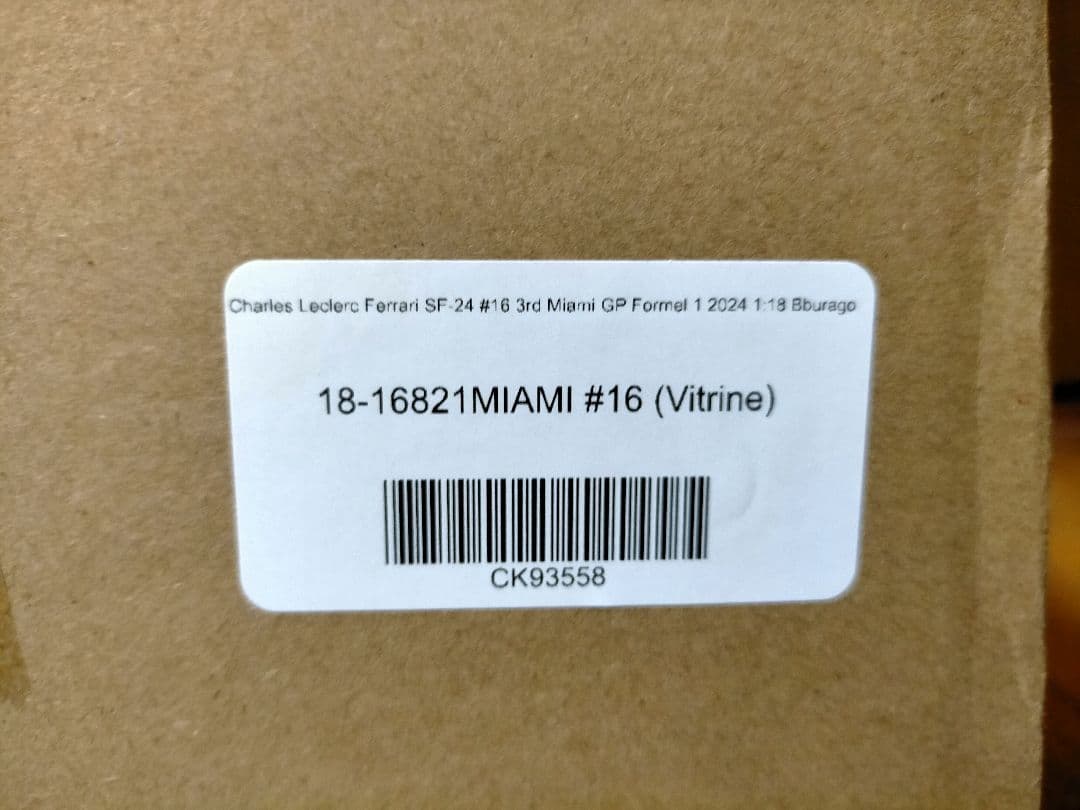 Charles Leclerc Ferrari SF-24 #16 3rd Miami GP Formel 1 2024 1:18 Bburago
18-16821MIAMI #16 (Vitrine)
CK93558